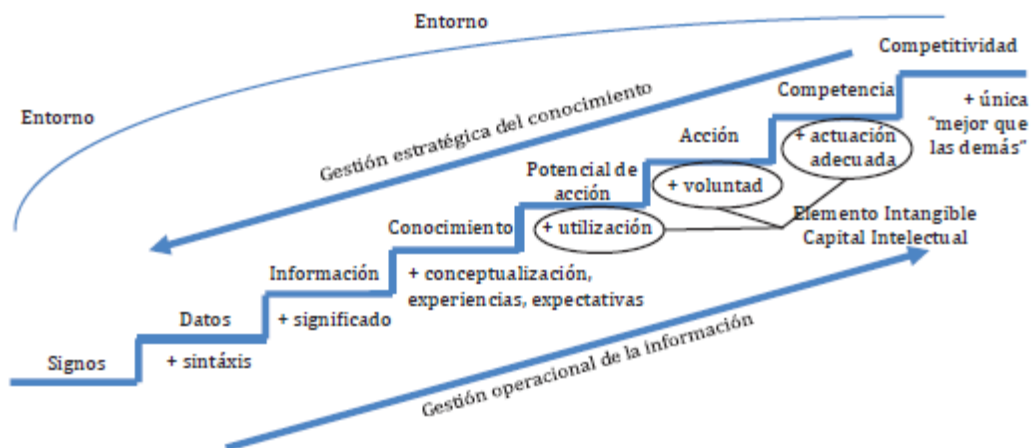 Entorno
Competitividad
Entorno
Gestión estratégica del conocimiento
Competencia
+ única
“mejor que
las demás”
Acción
+ actuación
adecuada
Potencial de
acción
+ voluntad
Conocimiento
+ utilización
Elemento Intangible
Capital Intelectual
Información
+ conceptualización,
experiencias, expectativas
Datos
+ significado
Signos
+ sintáxis
Gestión operacional de la información